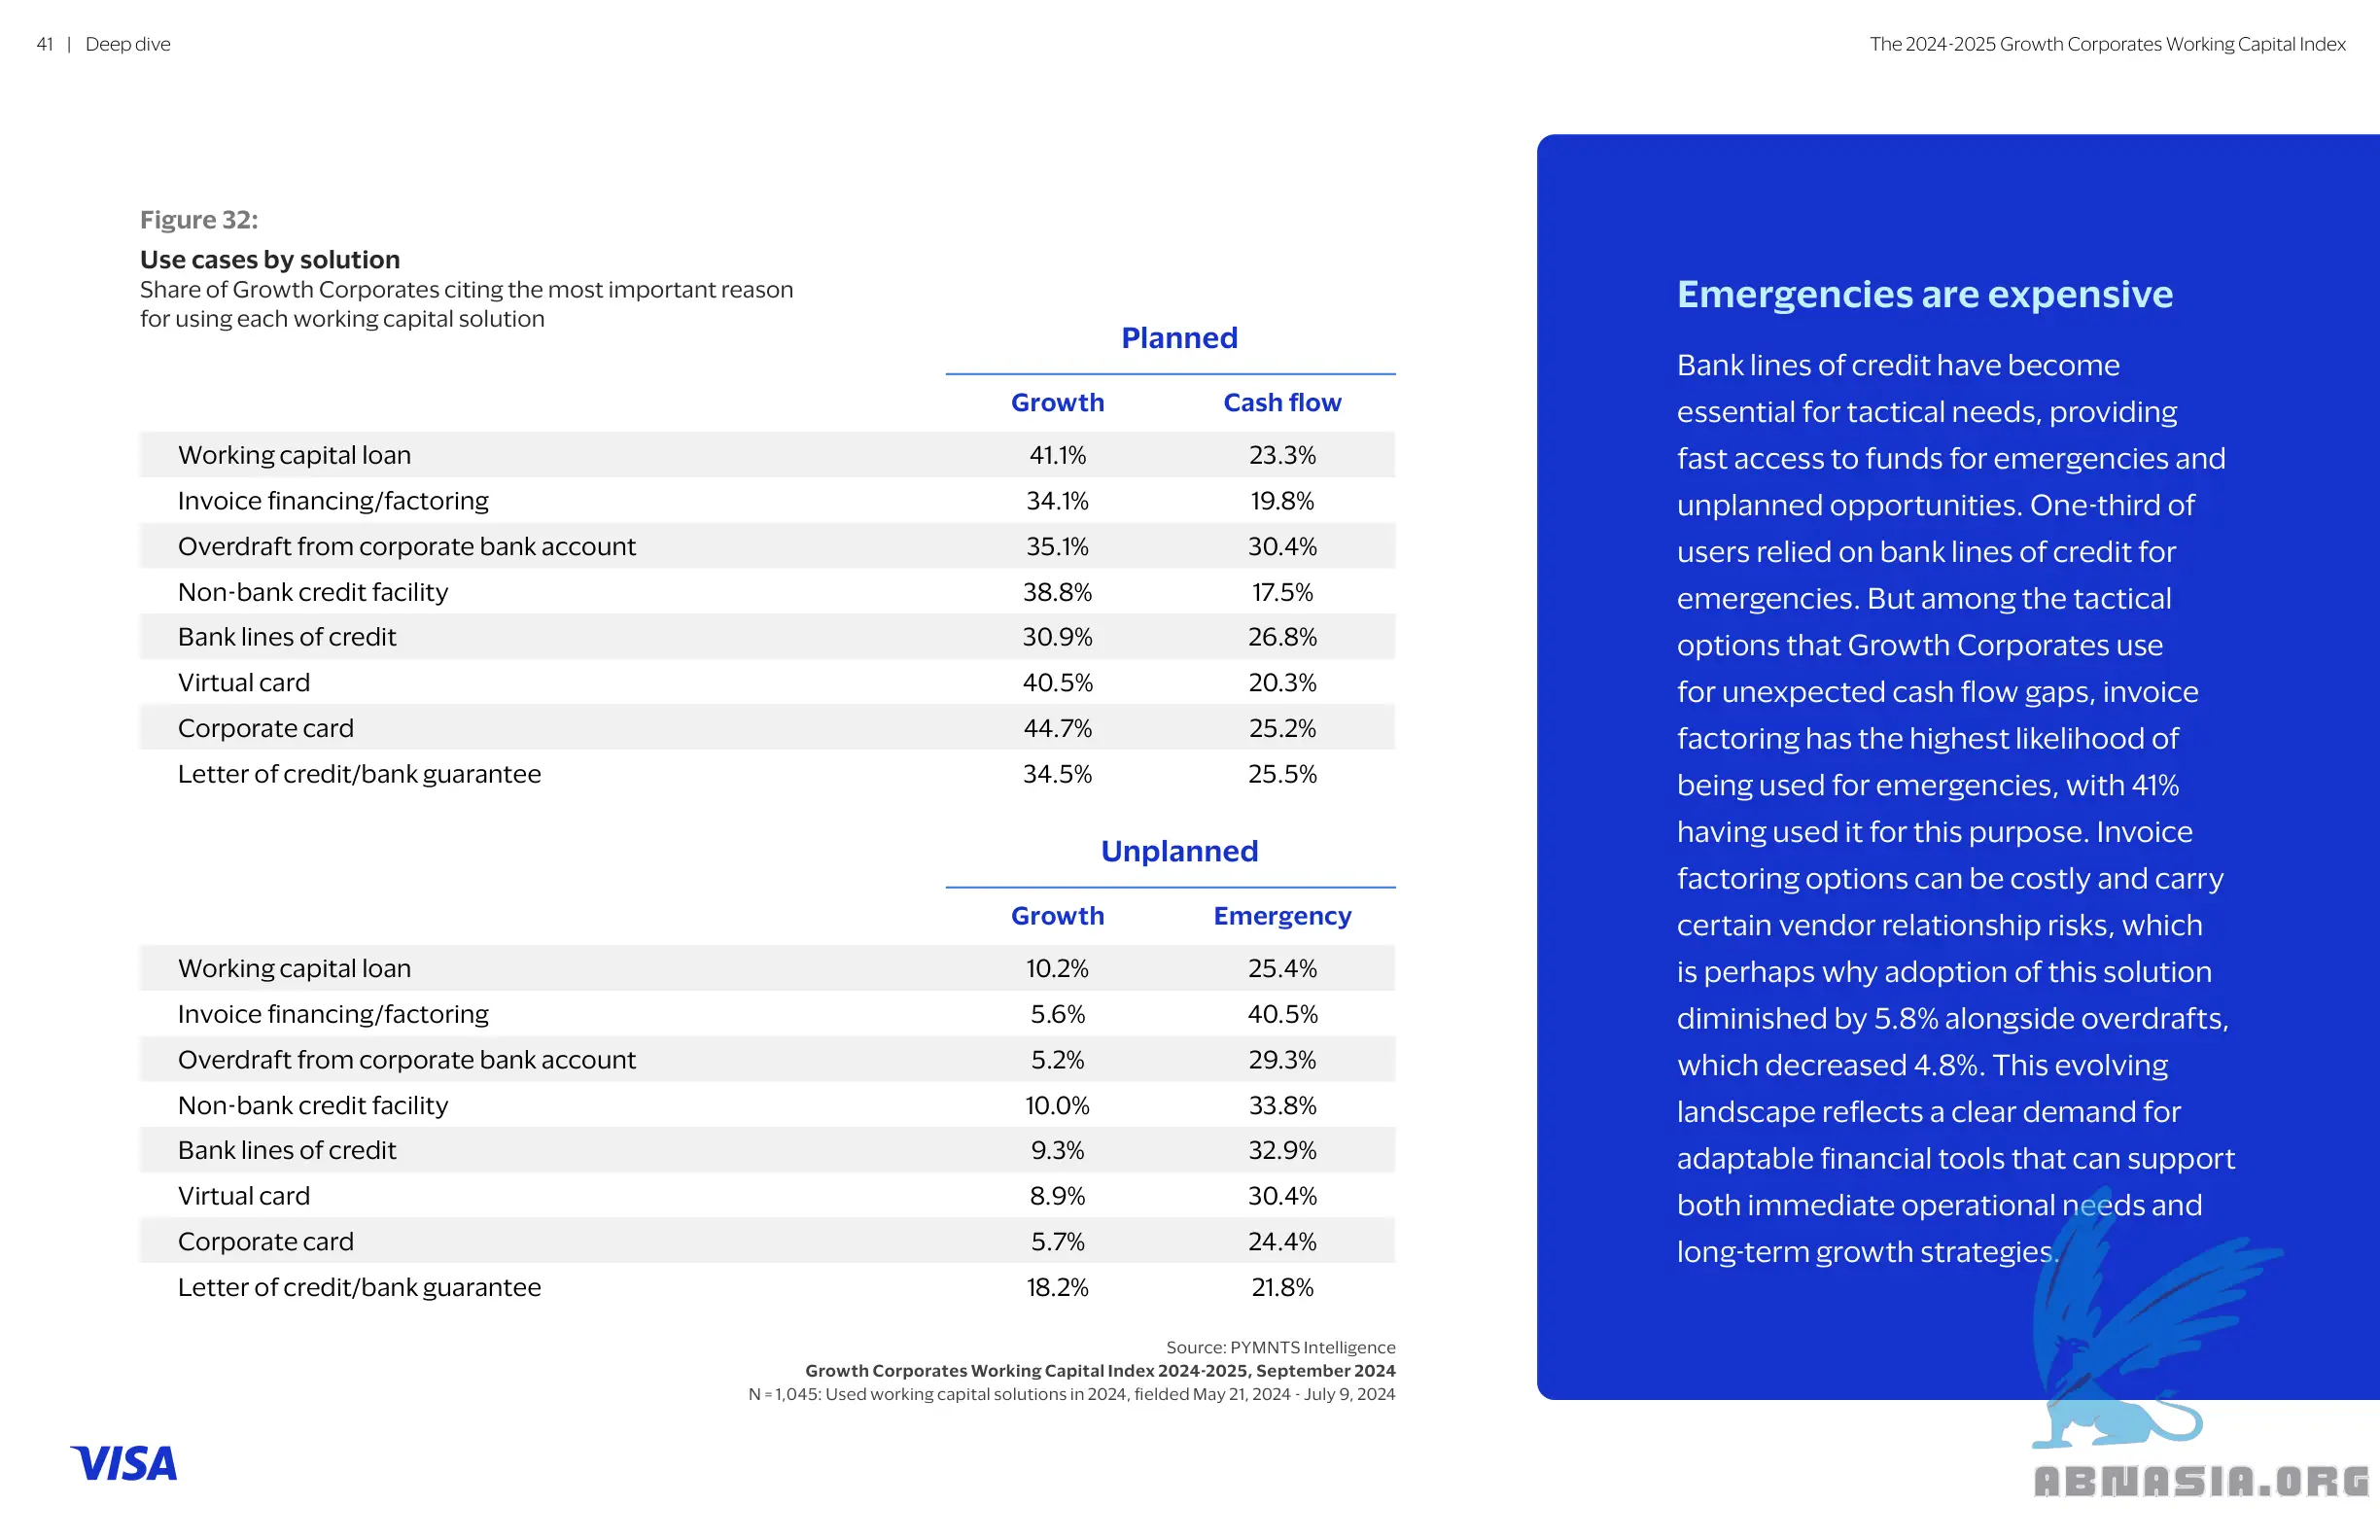 41 | Deep dive
The 2024-2025 Growth Corporates Working Capital Index
Figure 32:
Use cases by solution
Share of Growth Corporates citing the most important reason
for using each working capital solution
Planned
Growth Cash flow
Working capital loan 41.1% 23.3%
Invoice financing/factoring 34.1% 19.8%
Overdraft from corporate bank account 35.1% 30.4%
Non-bank credit facility 38.8% 17.5%
Bank lines of credit 30.9% 26.8%
Virtual card 40.5% 20.3%
Corporate card 44.7% 25.2%
Letter of credit/bank guarantee 34.5% 25.5%
Unplanned
Growth Emergency
Working capital loan 10.2% 25.4%
Invoice financing/factoring 5.6% 40.5%
Overdraft from corporate bank account 5.2% 29.3%
Non-bank credit facility 10.0% 33.8%
Bank lines of credit 9.3% 32.9%
Virtual card 8.9% 30.4%
Corporate card 5.7% 24.4%
Letter of credit/bank guarantee 18.2% 21.8%
Source: PYMNTS Intelligence
Growth Corporates Working Capital Index 2024-2025, September 2024
N = 1,045: Used working capital solutions in 2024, fielded May 21, 2024 - July 9, 2024
Emergencies are expensive
Bank lines of credit have become
essential for tactical needs, providing
fast access to funds for emergencies and
unplanned opportunities. One-third of
users relied on bank lines of credit for
emergencies. But among the tactical
options that Growth Corporates use
for unexpected cash flow gaps, invoice
factoring has the highest likelihood of
being used for emergencies, with 41%
having used it for this purpose. Invoice
factoring options can be costly and carry
certain vendor relationship risks, which
is perhaps why adoption of this solution
diminished by 5.8% alongside overdrafts,
which decreased 4.8%. This evolving
landscape reflects a clear demand for
adaptable financial tools that can support
both immediate operational needs and
long-term growth strategies.
VISA
ABNASIA.ORG